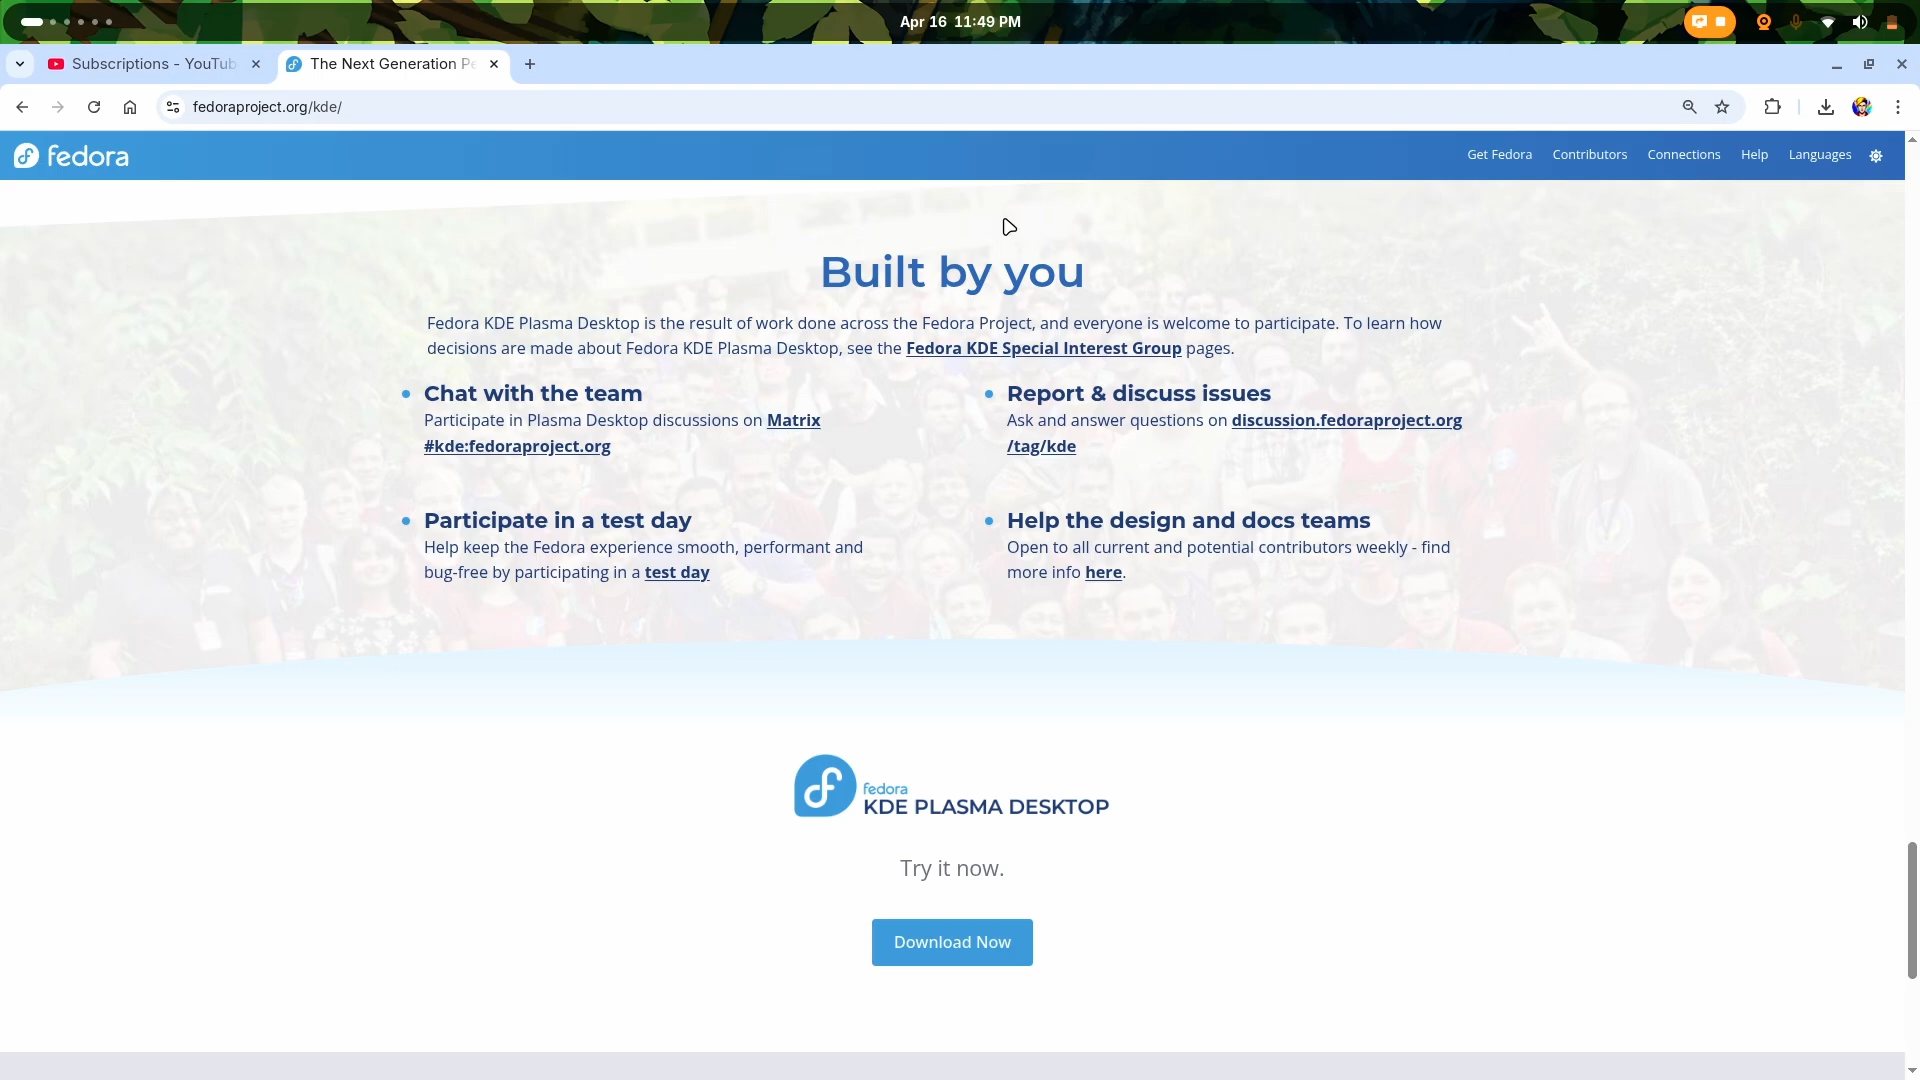 Apr 16 11:49 PM
Subscriptions - YouTub
The Next Generation Pe
fedoraproject.org/kde/
fedora
Get Fedora Contributors Connections Help Languages
Built by you
Fedora KDE Plasma Desktop is the result of work done across the Fedora Project, and everyone is welcome to participate. To learn how
decisions are made about Fedora KDE Plasma Desktop, see the Fedora KDE Special Interest Group pages.
Chat with the team
Participate in Plasma Desktop discussions on Matrix
#kde:fedoraproject.org
Report & discuss issues
Ask and answer questions on discussion.fedoraproject.org
/tag/kde
Participate in a test day
Help keep the Fedora experience smooth, performant and
bug-free by participating in a test day
Help the design and docs teams
Open to all current and potential contributors weekly - find
more info here.
fedora
KDE PLASMA DESKTOP
Try it now.
Download Now